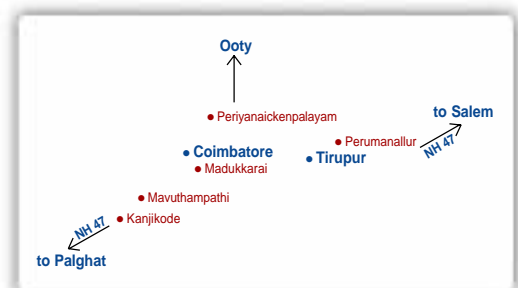 Ooty
Periyanaickenpalayam
to Salem
NH 47
Perumanallur
Coimbatore
Tirupur
Madukkarai
Mavuthampathi
Kanjikode
NH 47
to Palghat